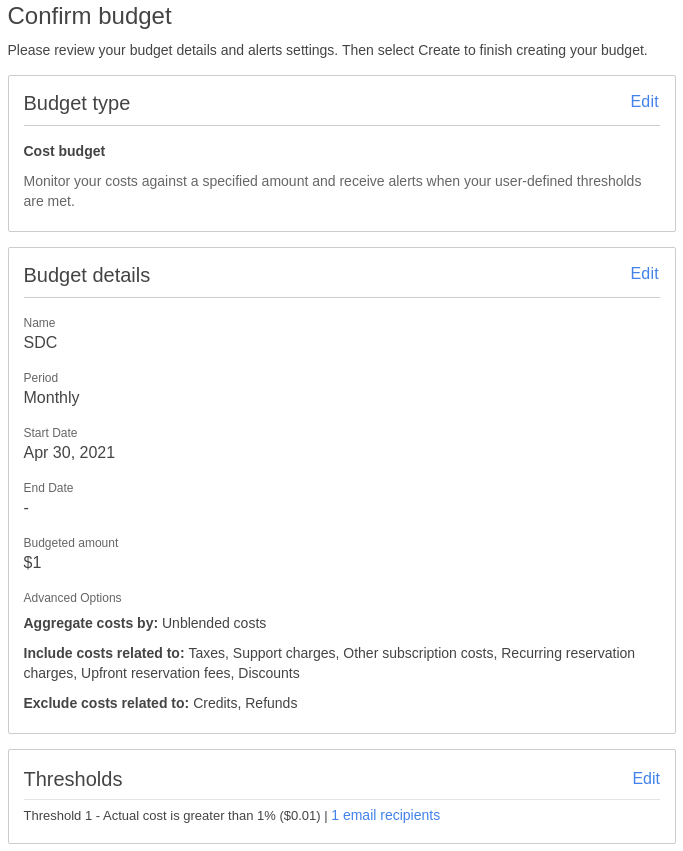 Confirm budget
Please review your budget details and alerts settings. Then select Create to finish creating your budget.
Budget type
Edit
Cost budget
Monitor your costs against a specified amount and receive alerts when your user-defined thresholds
are met.
Budget details
Edit
Name
SDC
Period
Monthly
Start Date
Apr 30, 2021
End Date
-
Budgeted amount
$1
Advanced Options
Aggregate costs by: Unblended costs
Include costs related to: Taxes, Support charges, Other subscription costs, Recurring reservation
charges, Upfront reservation fees, Discounts
Exclude costs related to: Credits, Refunds
Thresholds
Edit
Threshold 1 - Actual cost is greater than 1% ($0.01) | 1 email recipients